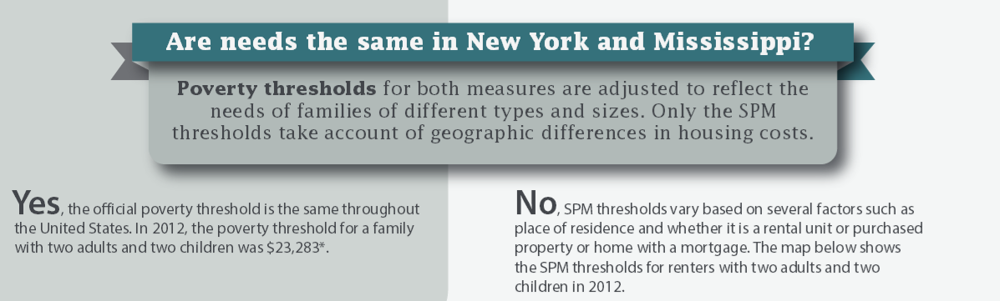 Are needs the same in New York and Mississippi?
Poverty thresholds for both measures are adjusted to reflect the
needs of families of different types and sizes. Only the SPM
thresholds take account of geographic differences in housing costs.
Yes, the official poverty threshold is the same throughout
the United States. In 2012, the poverty threshold for a family
with two adults and two children was $23,283*.
No, SPM thresholds vary based on several factors such as
place of residence and whether it is a rental unit or purchased
property or home with a mortgage. The map below shows
the SPM thresholds for renters with two adults and two
children in 2012.